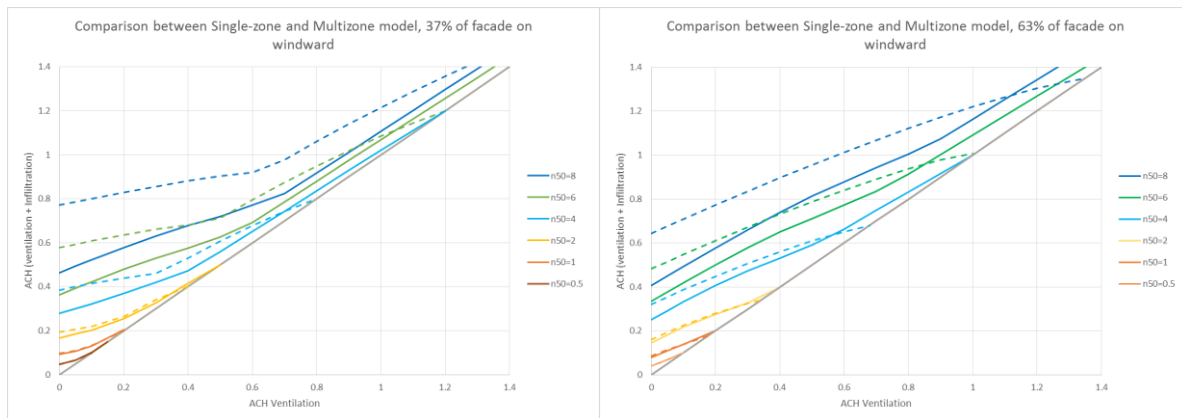 Comparison between Single-zone and Multizone model, 37% of facade on
windward
1.4
1.2
1
0.8
0.6
0.4
0.2
0
0
0.2
0.4
0.6
0.8
1
1.2
1.4
ACH (ventilation + Infiiltration)
ACH Ventilation
n50=8
n50=6
n50=4
n50=2
n50=1
n50=0.5
Comparison between Single-zone and Multizone model, 63% of facade on
windward
1.4
1.2
1
0.8
0.6
0.4
0.2
0
0
0.2
0.4
0.6
0.8
1
1.2
1.4
ACH (ventilation + Infiltration)
ACH Ventilation
n50=8
n50=6
n50=4
n50=2
n50=1
n50=0.5